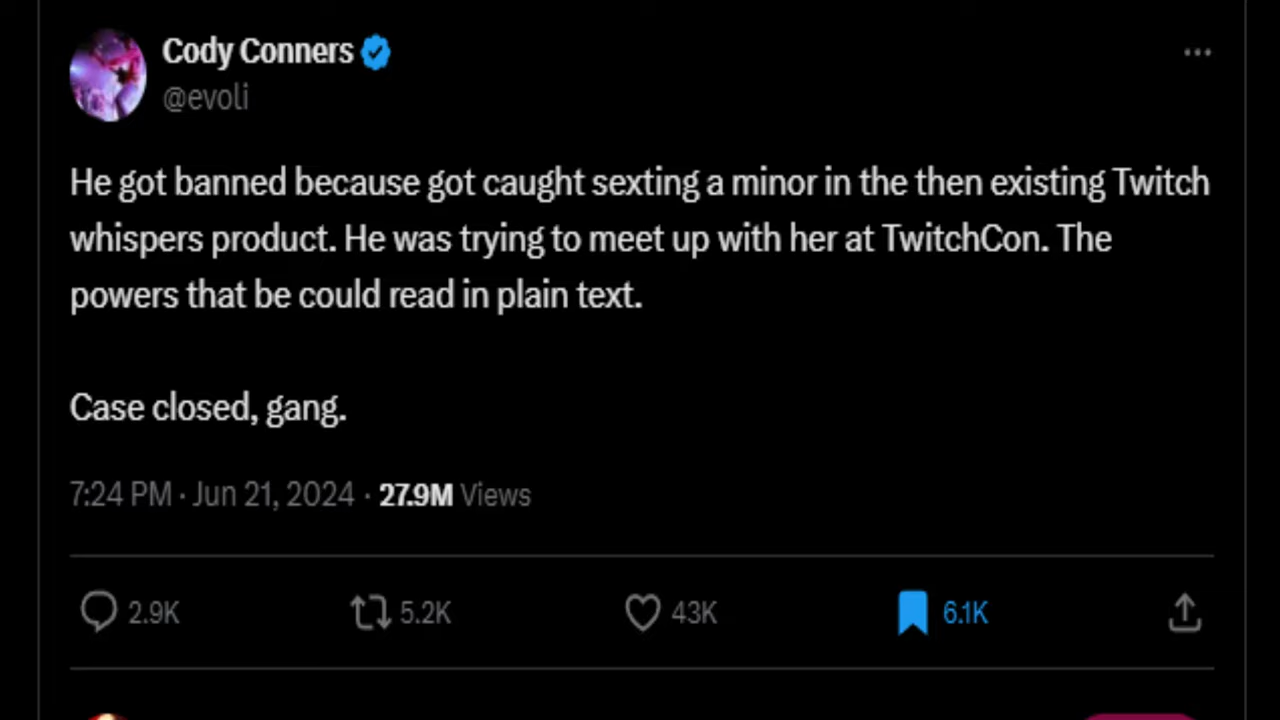 Cody Conners
@evoli
He got banned because got caught sexting a minor in the then existing Twitch
whispers product. He was trying to meet up with her at TwitchCon. The
powers that be could read in plain text.
Case closed, gang.
7:24 PM · Jun 21, 2024 · 27.9M Views
2.9K 5.2K 43K 6.1K